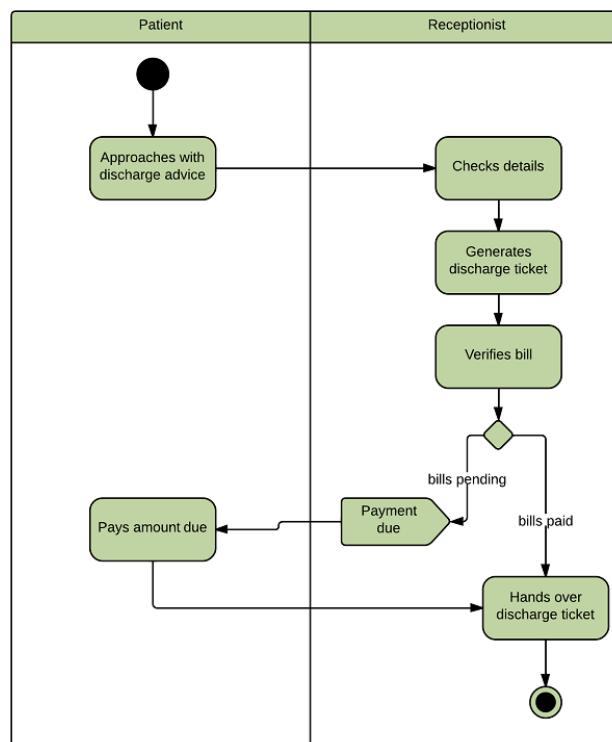 Patient
Receptionist
Approaches with
discharge advice
Checks details
Generates
discharge ticket
Verifies bill
bills pending
Payment
due
Pays amount due
bills paid
Hands over
discharge ticket